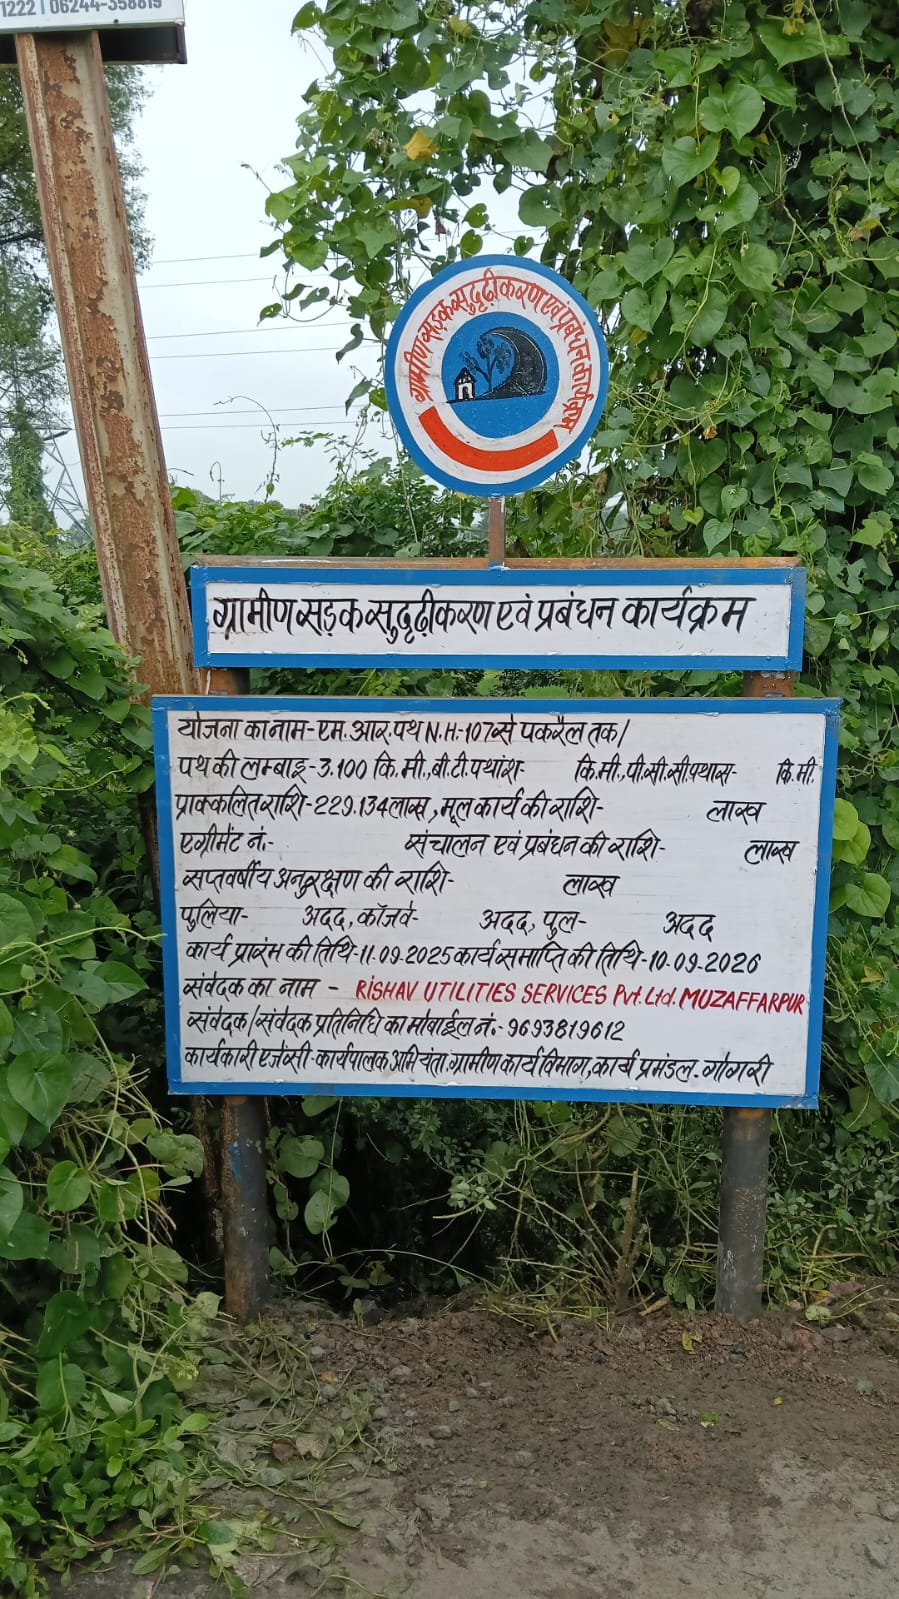 1222 | 06244-358819
ग्रामीण सड़क सुदृढ़ीकरण एवं प्रबंधन कार्यक्रम
ग्रामीण सड़क सुदृढ़ीकरण एवं प्रबंधन कार्यक्रम
योजना का नाम-एम. आर. पथ N.H.-107 से पकरैल तक/
पथ की लम्बाइ-3.100 कि.मी., बी.टी. पथांश- कि.मी., पी.सी.सी. पथास- कि.मी.
प्राक्कलित राशि-229.134 लाख, मूल कार्य की राशि- लाख
एग्रीमेंट नं.- संचालन एवं प्रबंधन की राशि- लाख
सप्तवर्षीय अनुरक्षण की राशि- लाख
पुलिया- अदद, कॉजवे- अदद, पुल- अदद
कार्य प्रारंभ की तिथि-11.09.2025 कार्य समाप्ति की तिथि-10.09.2026
संवेदक का नाम - RISHAV UTILITIES SERVICES Pvt. Ltd. MUZAFFARPUR
संवेदक/संवेदक प्रतिनिधि का मोबाईल नं.- 9693819612
कार्यकारी एजेंसी-कार्यपालक अभियंता, ग्रामीण कार्य विभाग, कार्य प्रमंडल. गोगरी